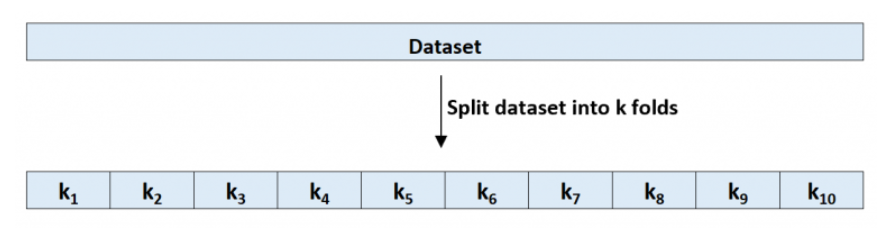 Dataset
Split dataset into k folds
k₁ k₂ k₃ k₄ k₅ k₆ k₇ k₈ k₉ k₁₀